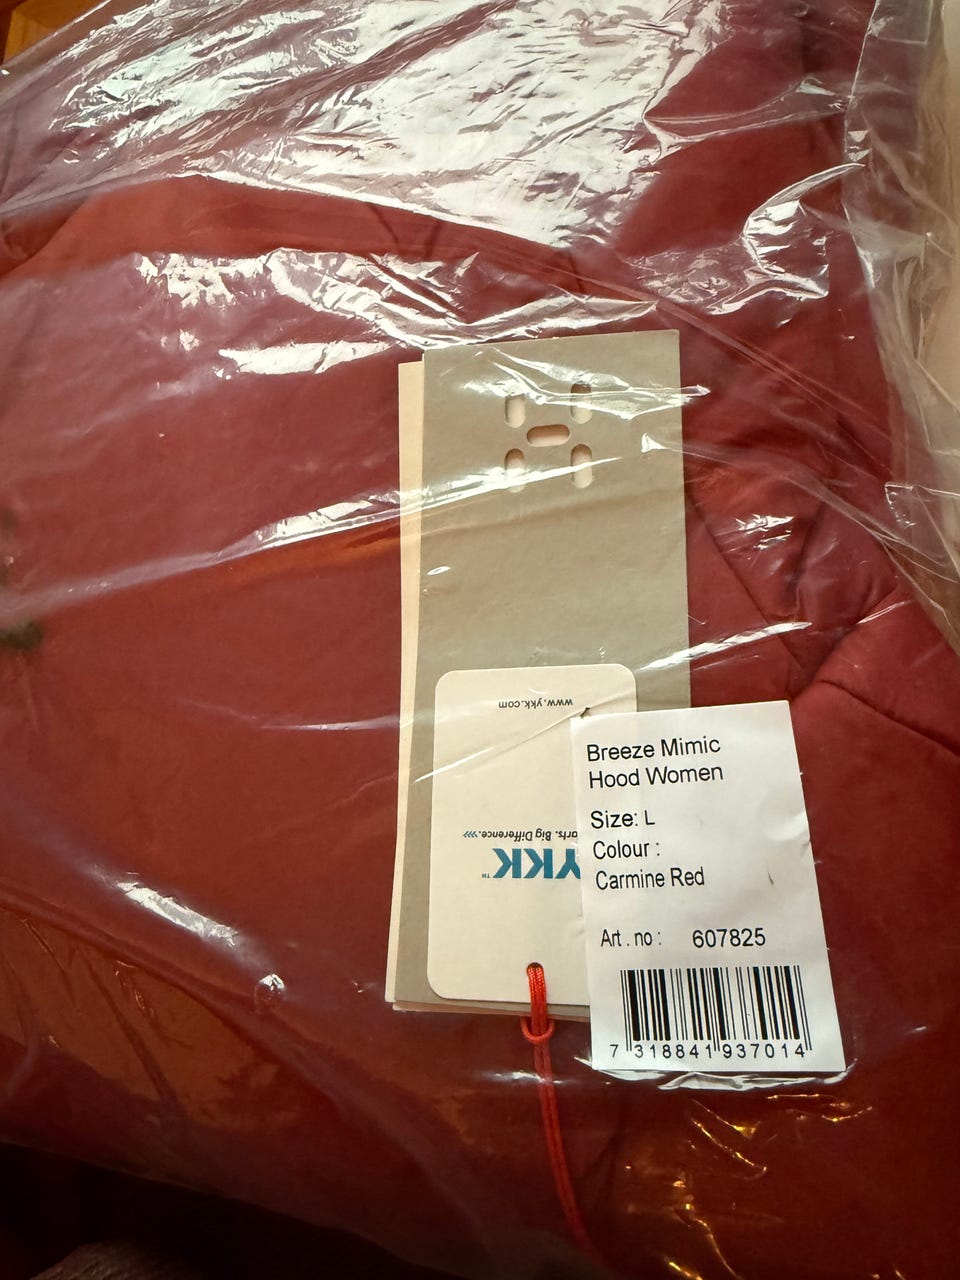 www.ykk.com
arts. Big Difference.
YKK™
Breeze Mimic
Hood Women
Size: L
Colour :
Carmine Red
Art . no : 607825
7 318841 937014